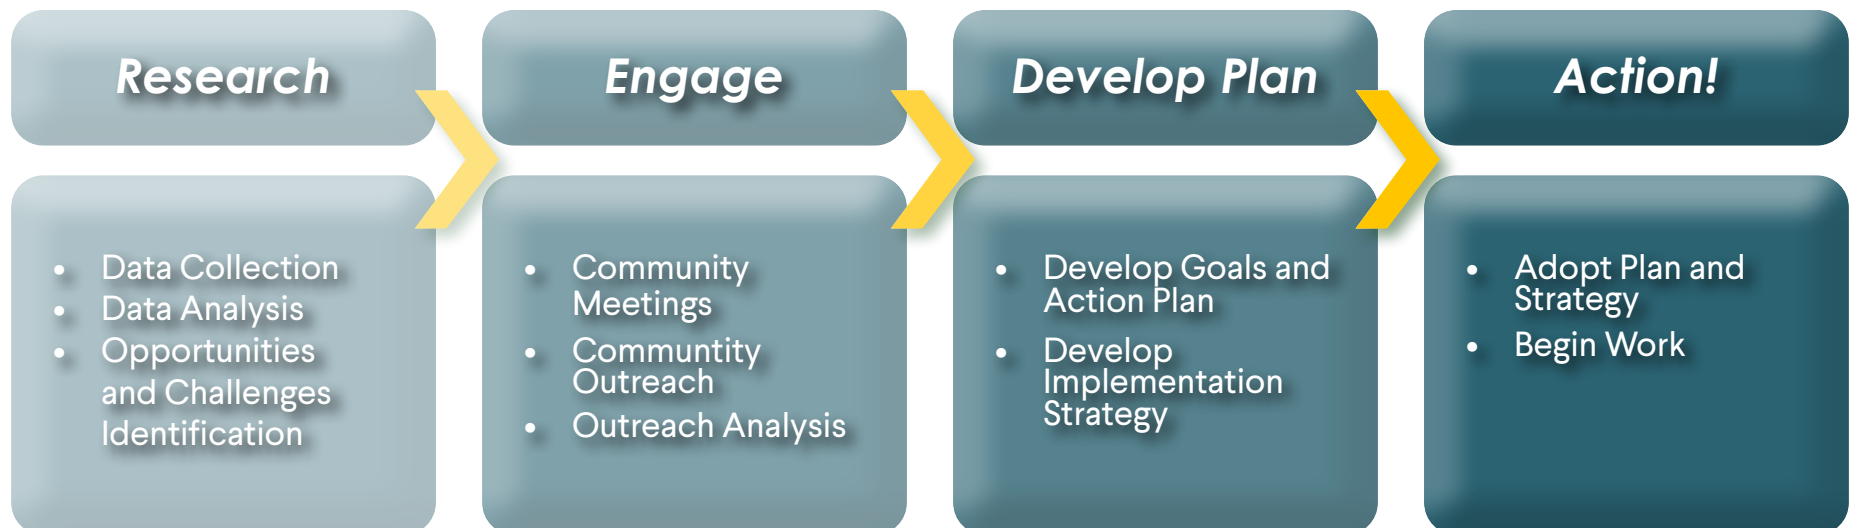 Research
• Data Collection
• Data Analysis
• Opportunities
and Challenges
Identification
Engage
• Community
Meetings
• Communtity
Outreach
• Outreach Analysis
Develop Plan
• Develop Goals and
Action Plan
• Develop
Implementation
Strategy
Action!
• Adopt Plan and
Strategy
• Begin Work